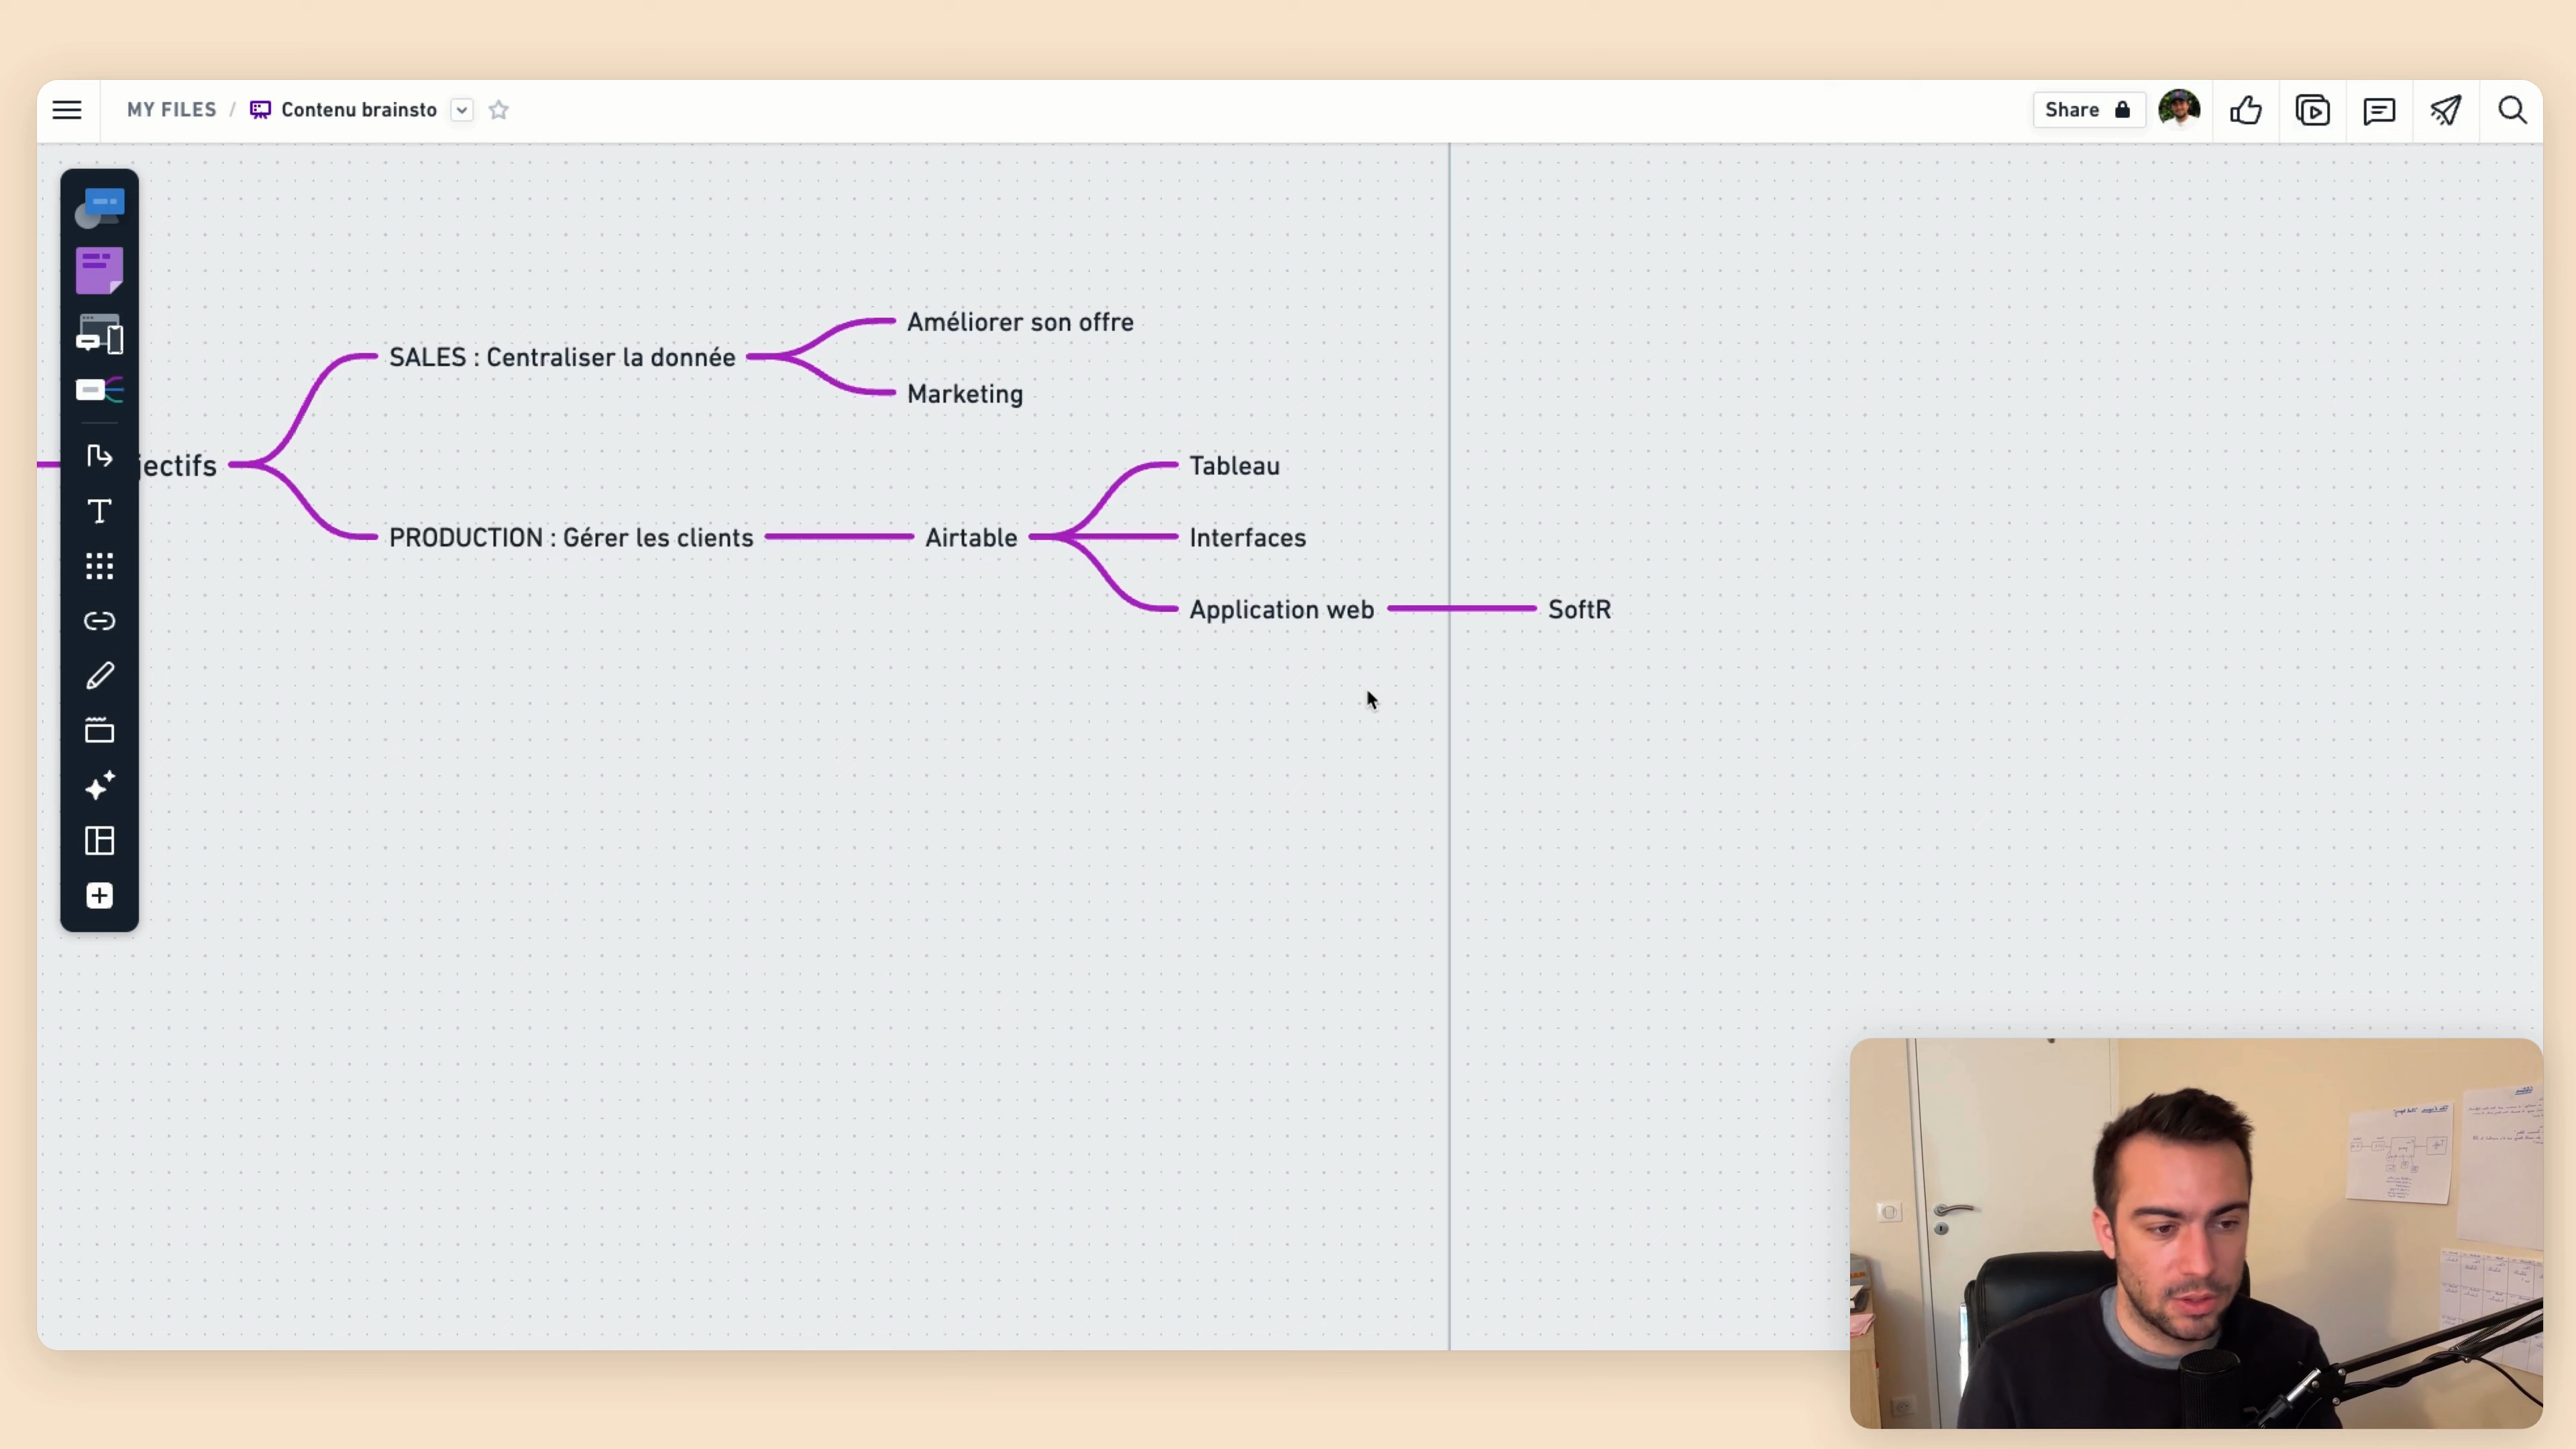 MY FILES / Contenu brainsto
Share
Améliorer son offre
SALES : Centraliser la donnée
Marketing
jectifs
Tableau
PRODUCTION : Gérer les clients
Airtable
Interfaces
Application web
SoftR